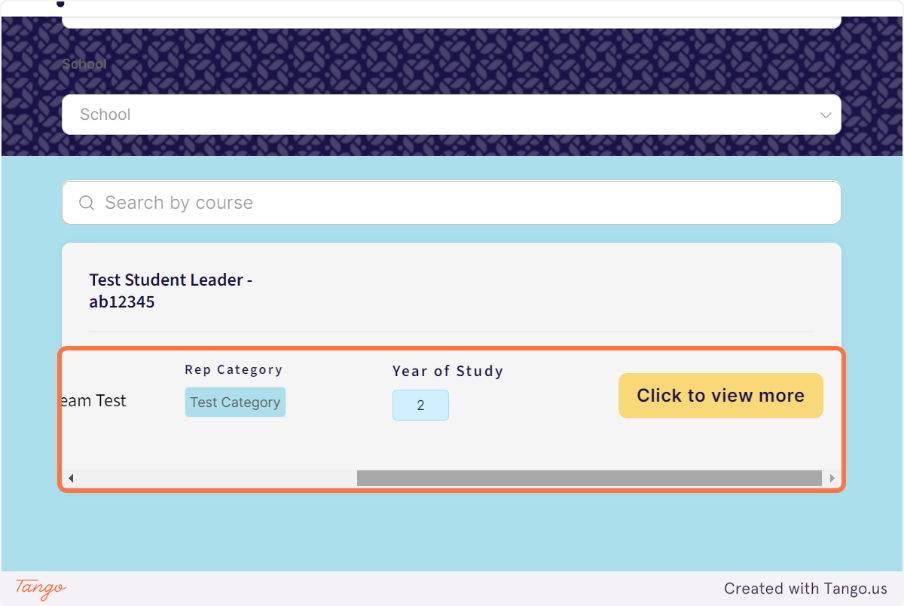 School
School
Search by course
Test Student Leader -
ab12345
Rep Category
Year of Study
eam Test
Test Category
2
Click to view more
Tango
Created with Tango.us